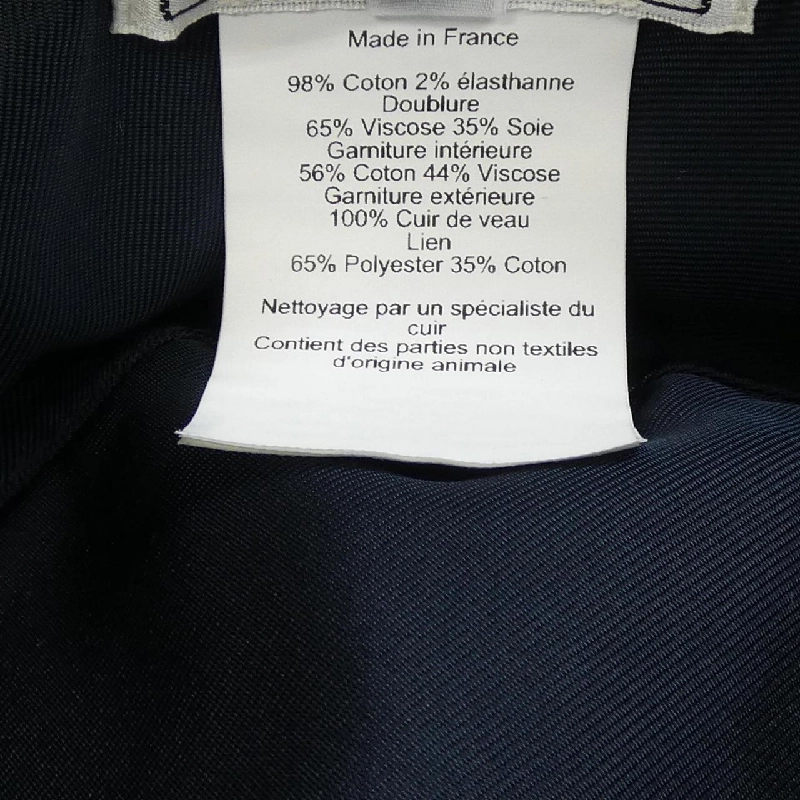 Made in France
98% Coton 2% élasthanne
Doublure
65% Viscose 35% Soie
Garniture intérieure
56% Coton 44% Viscose
Garniture extérieure
100% Cuir de veau
Lien
65% Polyester 35% Coton
Nettoyage par un spécialiste du
cuir
Contient des parties non textiles
d'origine animale